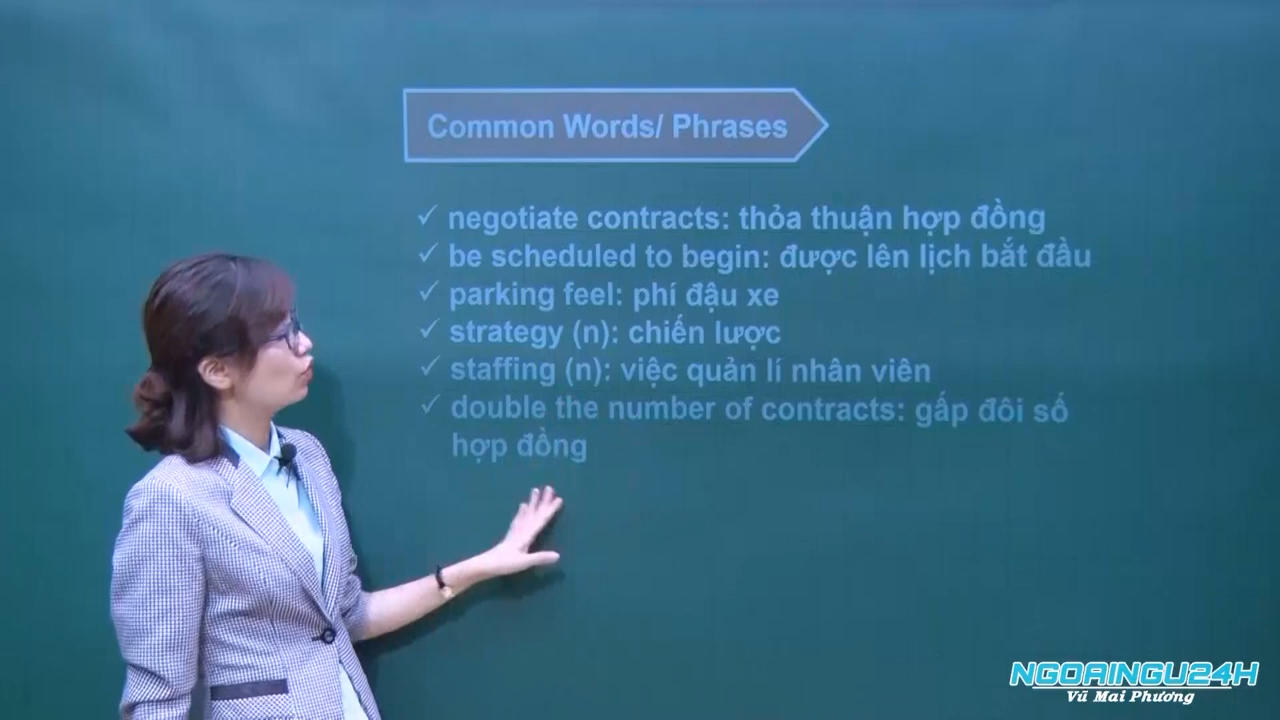 Common Words/ Phrases
✓ negotiate contracts: thỏa thuận hợp đồng
✓ be scheduled to begin: được lên lịch bắt đầu
✓ parking feel: phí đậu xe
✓ strategy (n): chiến lược
✓ staffing (n): việc quản lí nhân viên
✓ double the number of contracts: gấp đôi số
hợp đồng
NGOAINGU24H
Vũ Mai Phương